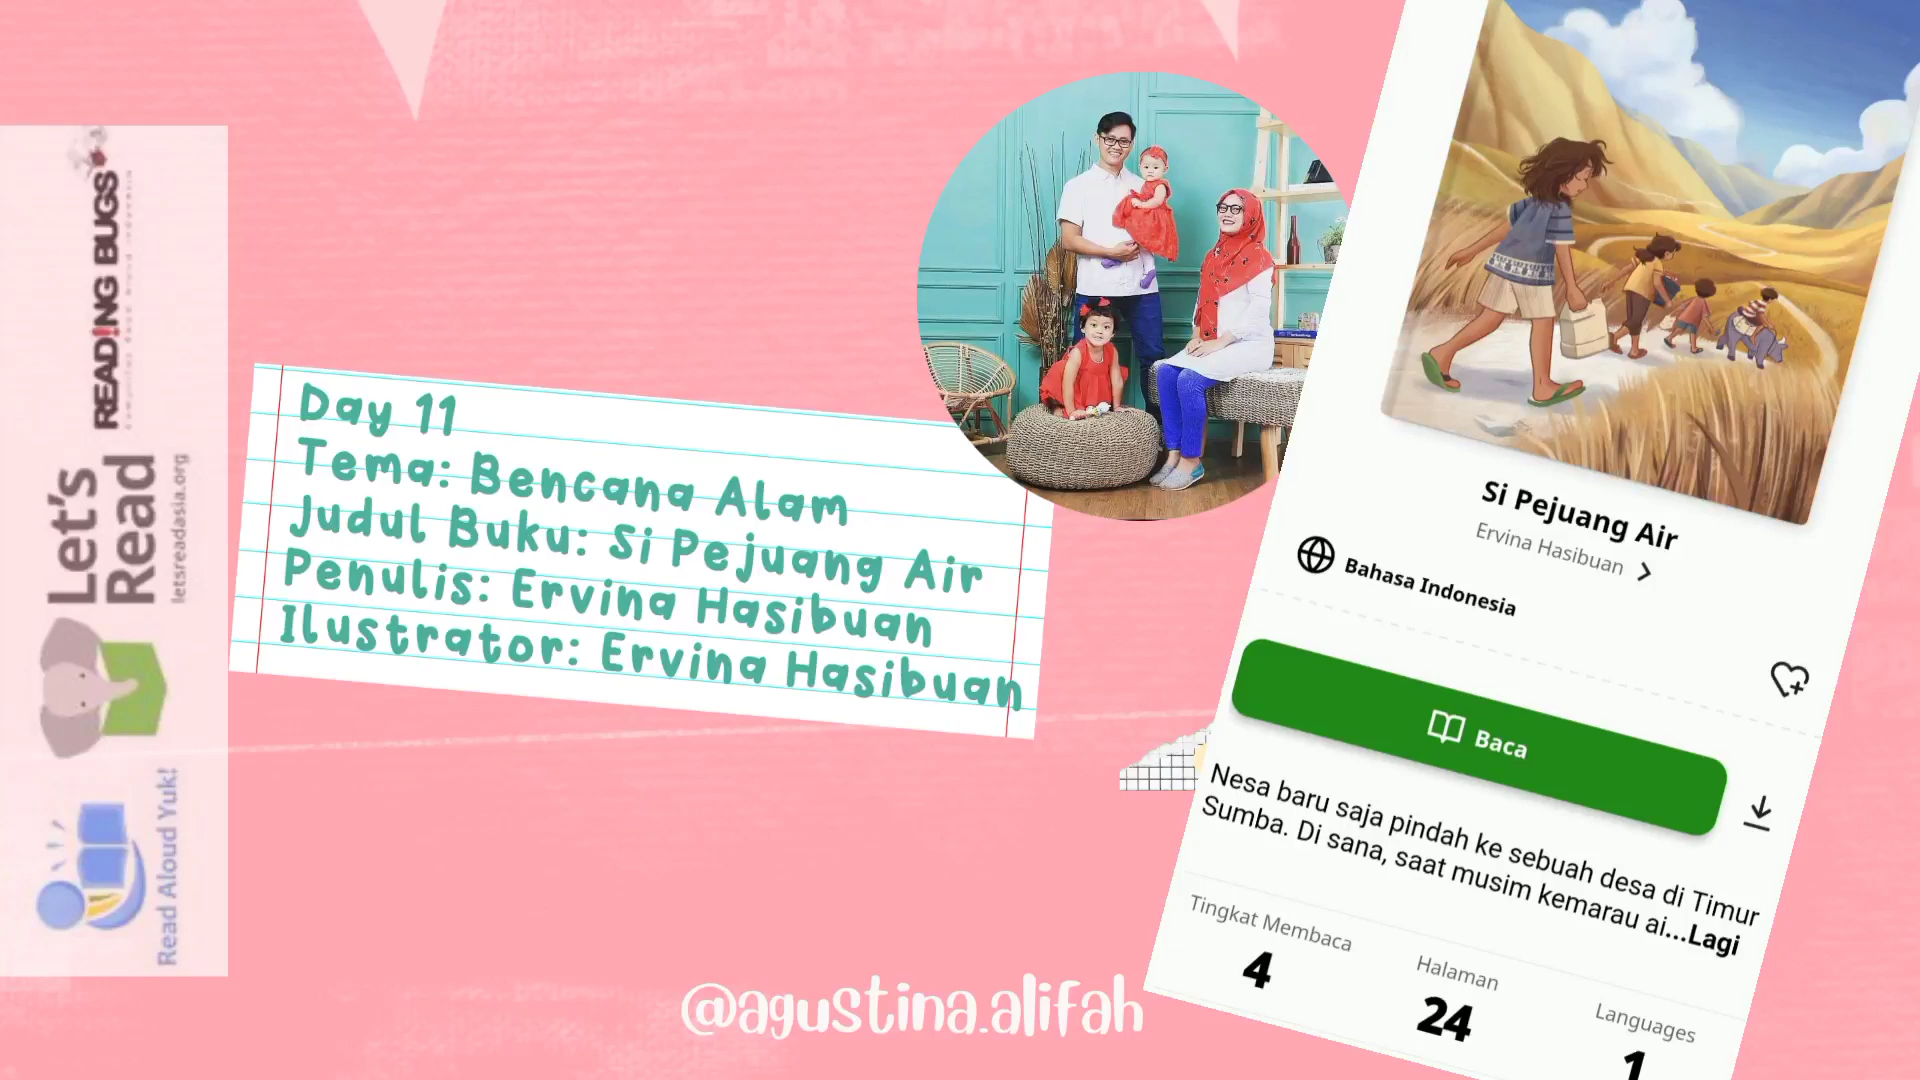 READING BUGS
Let's
Read
letsreadasia.org
Read Aloud Yuk!
Day 11
Tema: Bencana Alam
Judul Buku: Si Pejuang Air
Penulis: Ervina Hasibuan
Ilustrator: Ervina Hasibuan
@agustina.alifah
Si Pejuang Air
Ervina Hasibuan
Bahasa Indonesia
Baca
Nesa baru saja pindah ke sebuah desa di Timur
Sumba. Di sana, saat musim kemarau ai...Lagi
Tingkat Membaca
4
Halaman
24
Languages
1